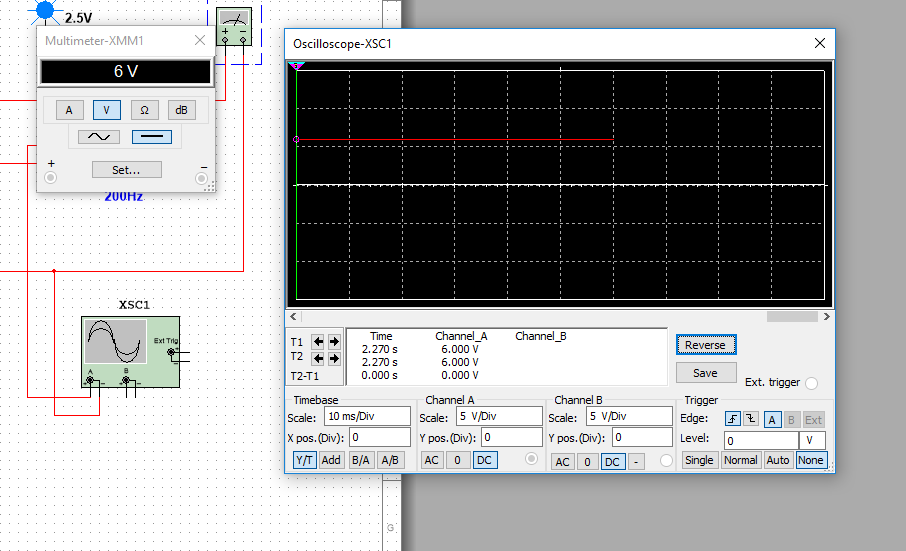 2.5V
Multimeter-XMM1
6 V
A V Ω dB
Set...
+ –
200Hz
XSC1
Ext Trig
+
–
A B
+ – + –
G
Oscilloscope-XSC1
Time Channel_A Channel_B
T1 2.270 s 6.000 V
T2 2.270 s 6.000 V
T2-T1 0.000 s 0.000 V
Reverse
Save
Ext. trigger
Timebase
Scale: 10 ms/Div
X pos.(Div): 0
Y/T Add B/A A/B
Channel A
Scale: 5 V/Div
Y pos.(Div): 0
AC 0 DC
Channel B
Scale: 5 V/Div
Y pos.(Div): 0
AC 0 DC -
Trigger
Edge: A B Ext
Level: 0 V
Single Normal Auto None